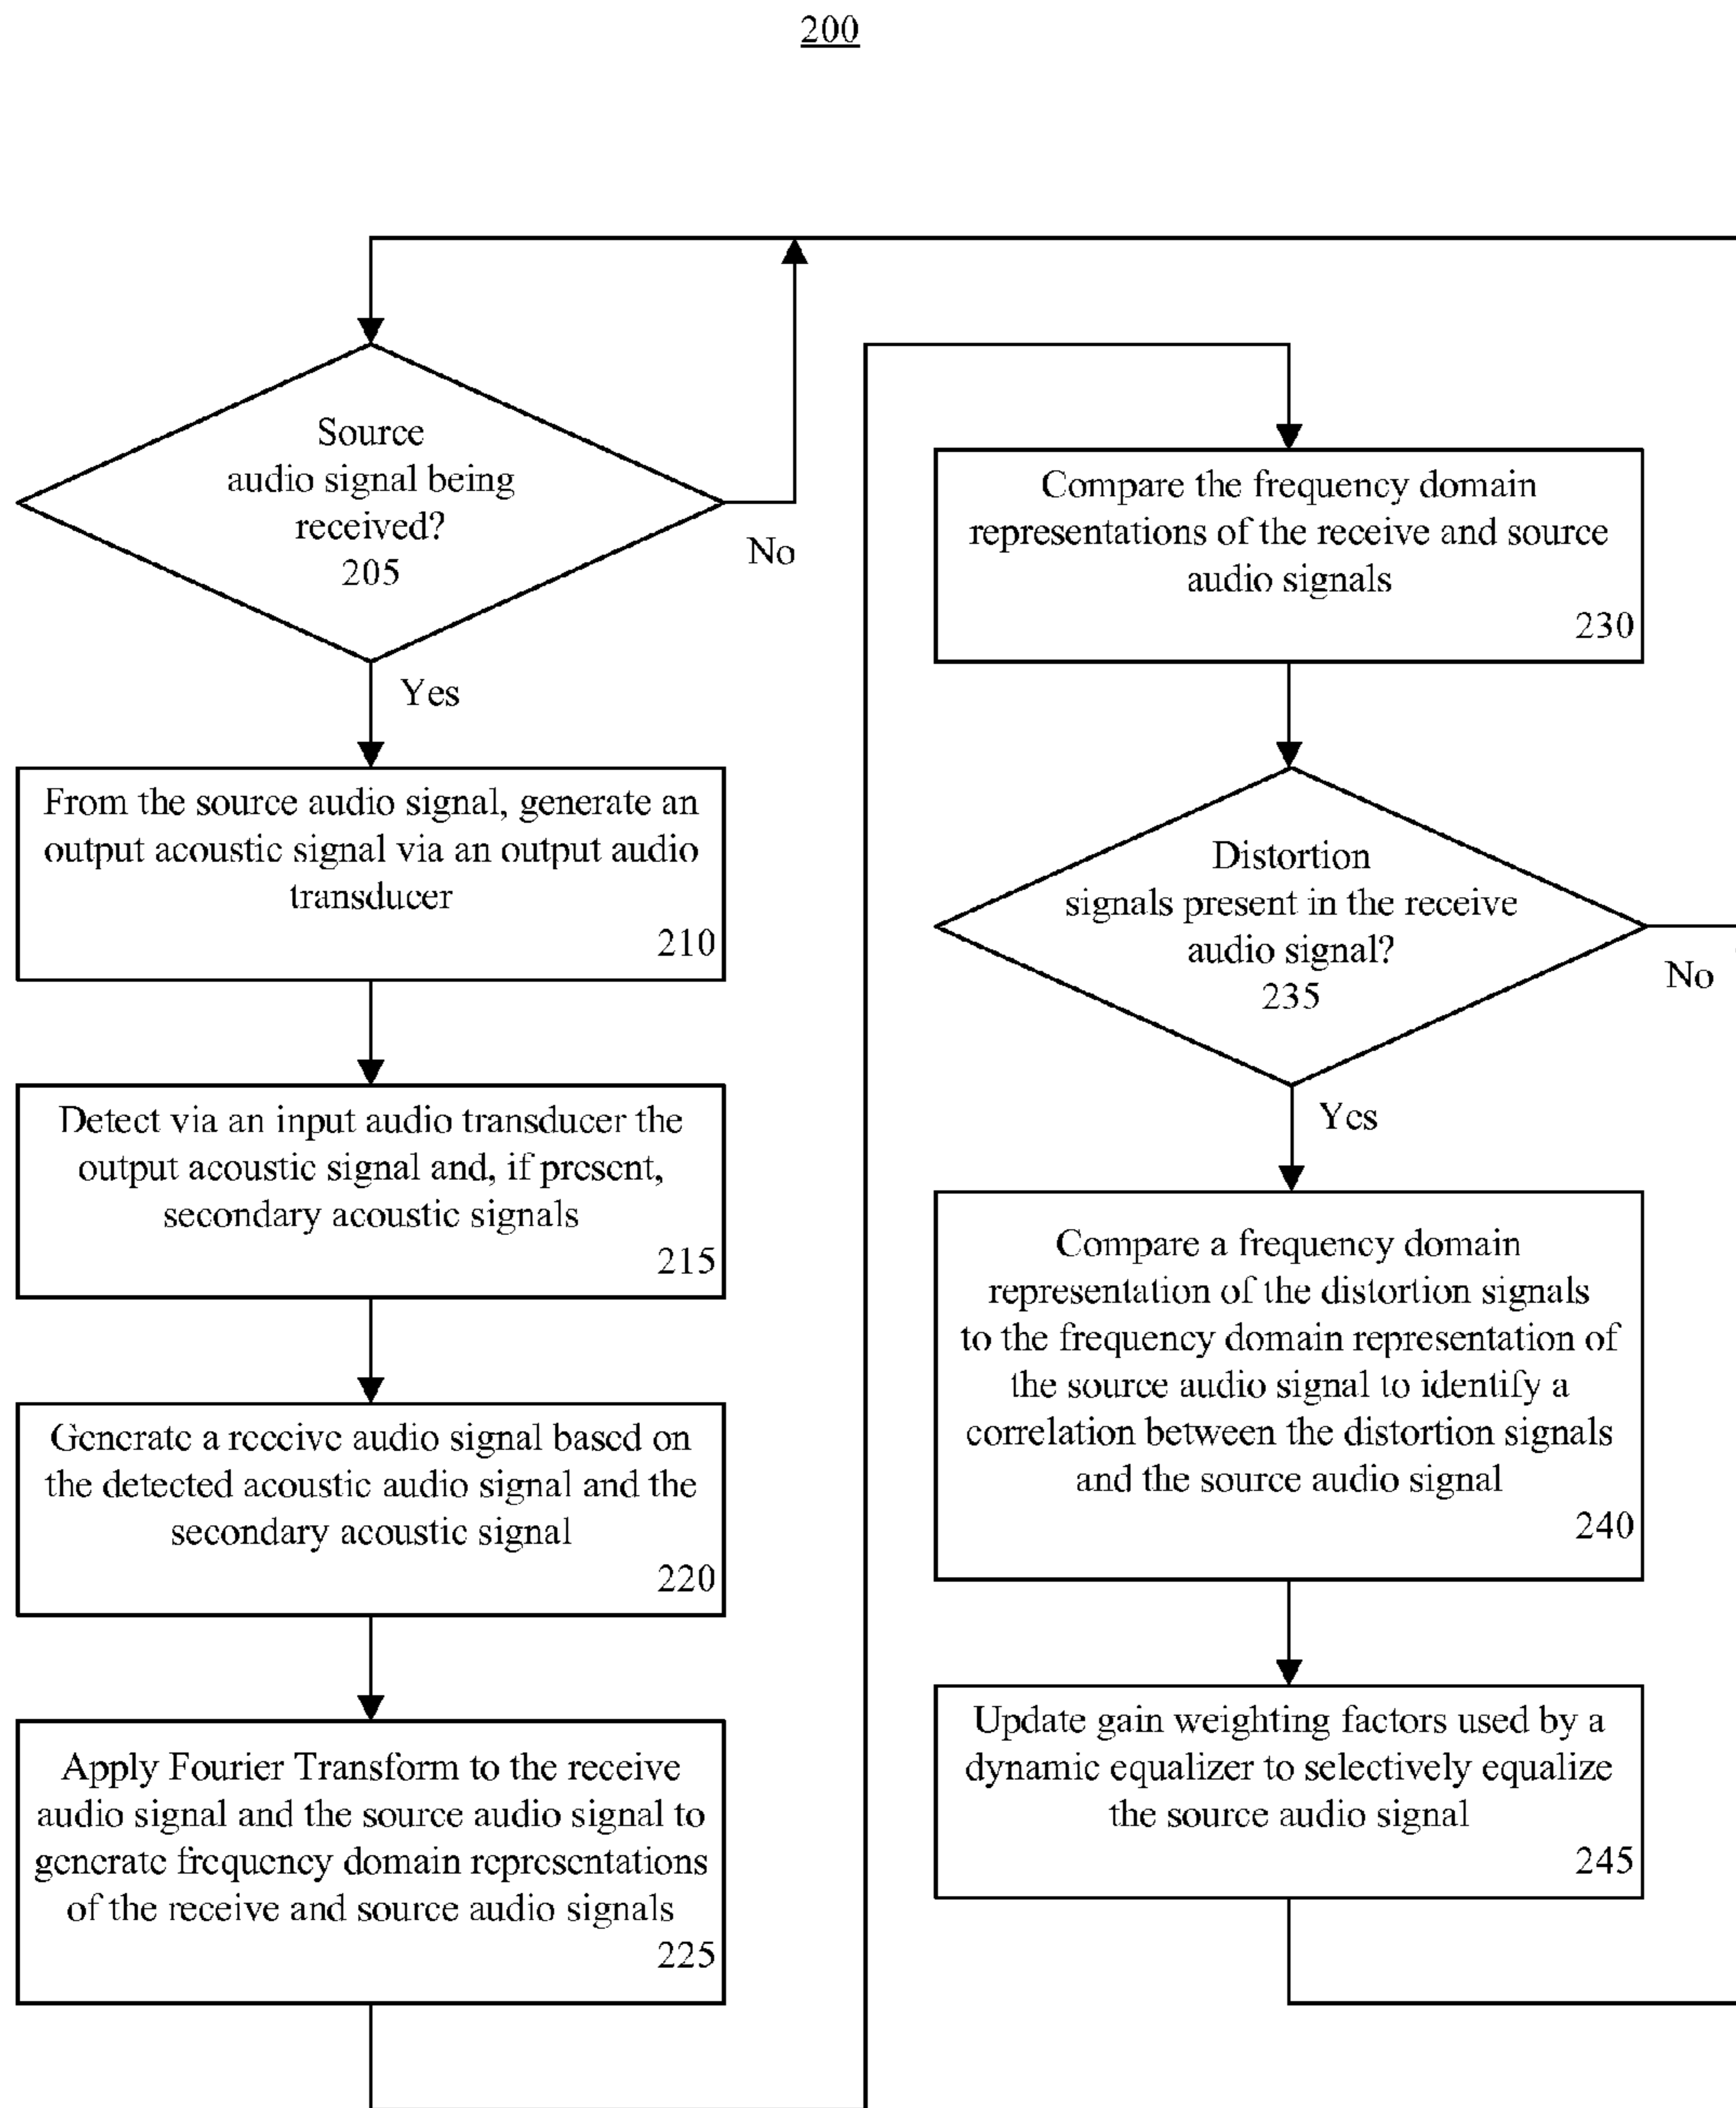 200
Source
audio signal being
received?
205
No
Yes
From the source audio signal, generate an
output acoustic signal via an output audio
transducer
210
Detect via an input audio transducer the
output acoustic signal and, if present,
secondary acoustic signals
215
Generate a receive audio signal based on
the detected acoustic audio signal and the
secondary acoustic signal
220
Apply Fourier Transform to the receive
audio signal and the source audio signal to
generate frequency domain representations
of the receive and source audio signals
225
Compare the frequency domain
representations of the receive and source
audio signals
230
Distortion
signals present in the receive
audio signal?
235
No
Yes
Compare a frequency domain
representation of the distortion signals
to the frequency domain representation of
the source audio signal to identify a
correlation between the distortion signals
and the source audio signal
240
Update gain weighting factors used by a
dynamic equalizer to selectively equalize
the source audio signal
245